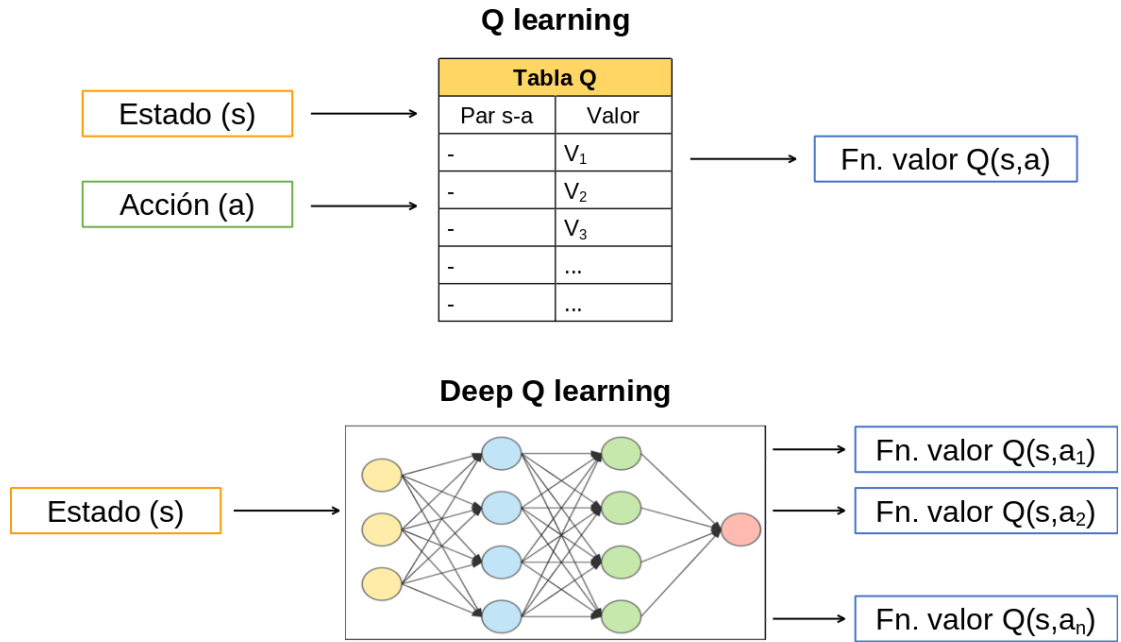 Q learning
Tabla Q
Estado (s)
Par s-a Valor
- V₁
Fn. valor Q(s,a)
Acción (a)
- V₂
- V₃
- ...
- ...
Deep Q learning
Estado (s)
Fn. valor Q(s,a₁)
Fn. valor Q(s,a₂)
Fn. valor Q(s,aₙ)